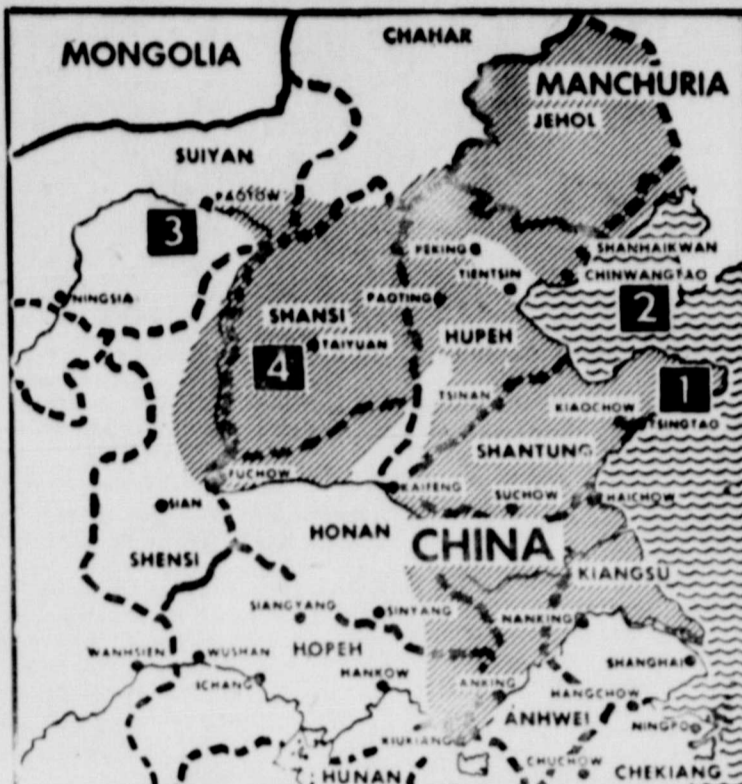 CHAHAR
MONGOLIA
MANCHURIA
JEHOL
SUIYAN
PAOTOW
3
PEKING
SHANHAIKWAN
TIENTSIN
CHINWANGTAO
NINGSIA
PAOTING
2
SHANSI
HUPEH
TAIYUAN
4
TSINAN
1
KIAOCHOW
TSINGTAO
SHANTUNG
FUCHOW
KAIFENG
SUCHOW
HAICHOW
SIAN
HONAN
CHINA
SHENSI
KIANGSU
SIANGYANG
SINYANG
NANKING
HOPEH
WANHSIEN
WUSHAN
SHANGHAI
ICHANG
HANKOW
ANKING
HANGCHOW
ANHWEI
NINGPO
KIUKIANG
CHUCHOW
HUNAN
CHEKIANG